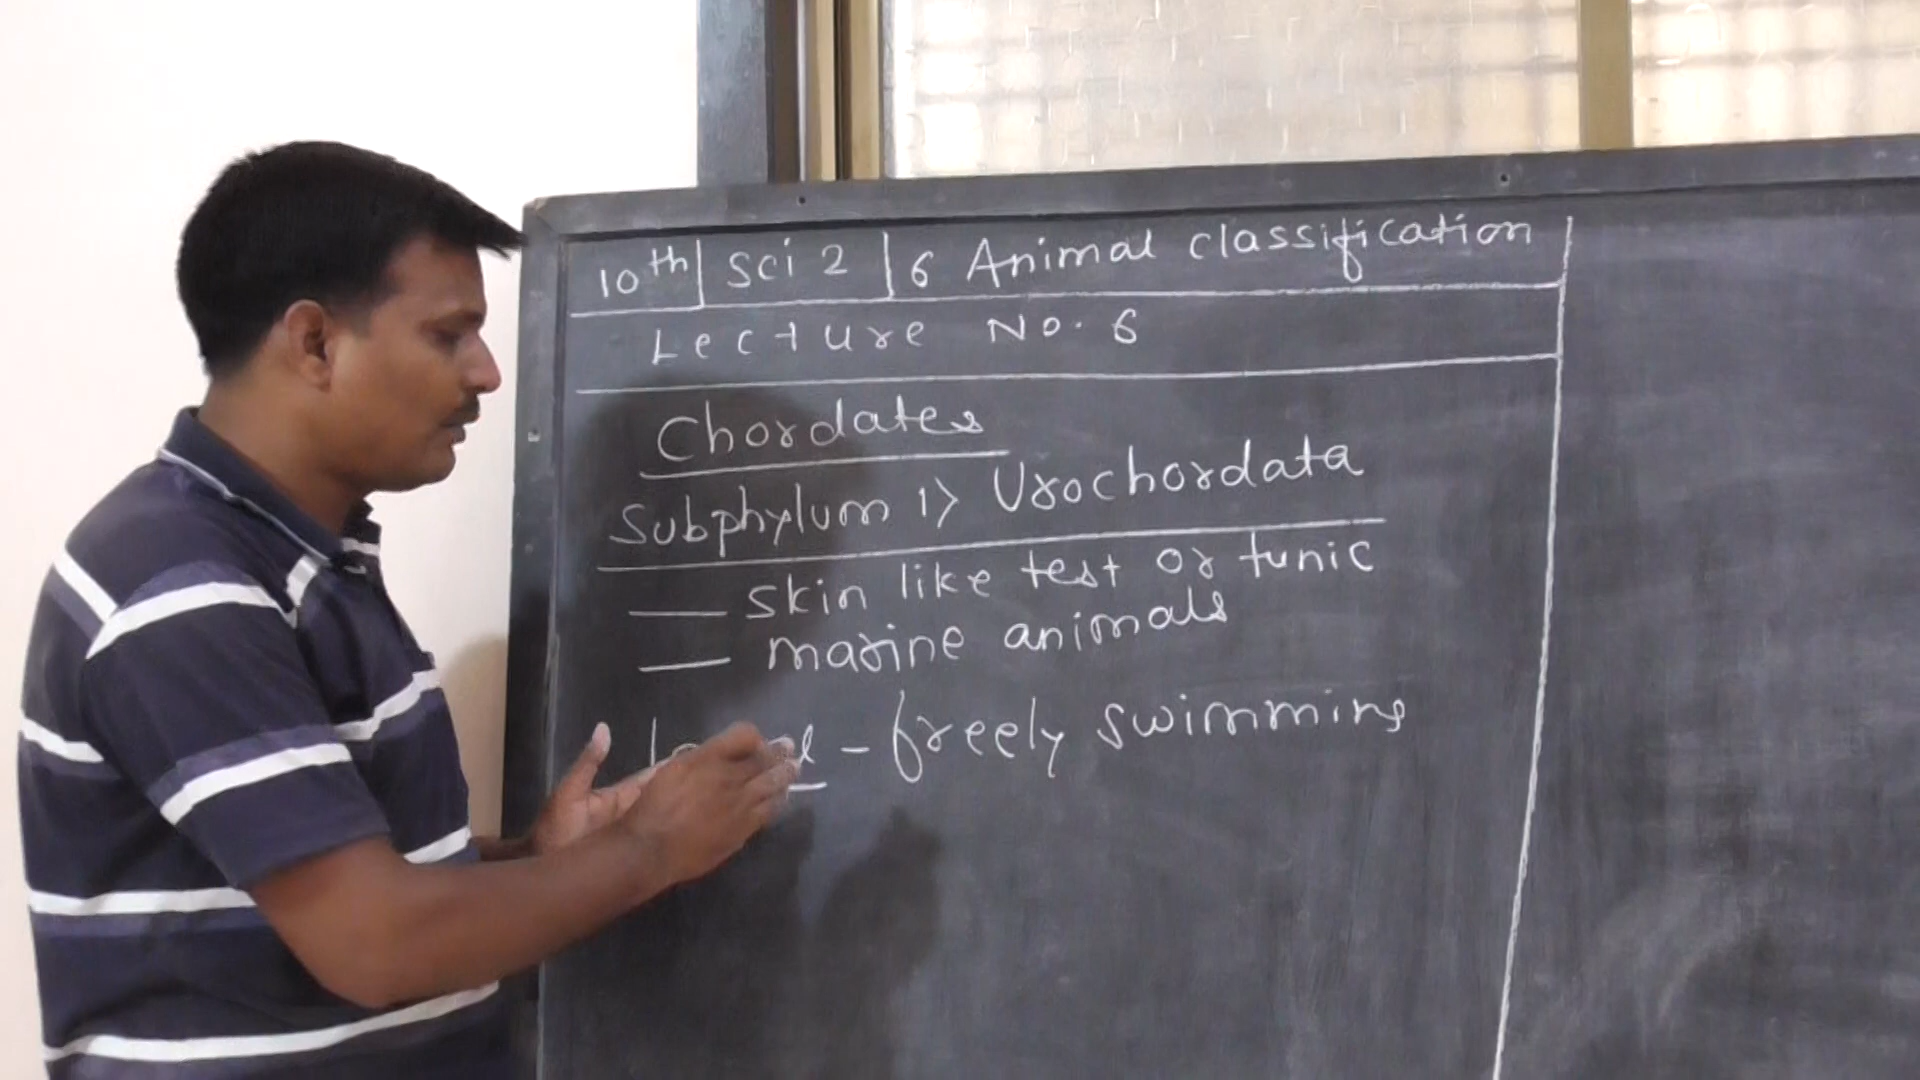 10th | Sci 2 | 6 Animal classification
Lecture No. 6
Chordates
Subphylum 1> Urochordata
— skin like test or tunic
— marine animals
- freely swimming